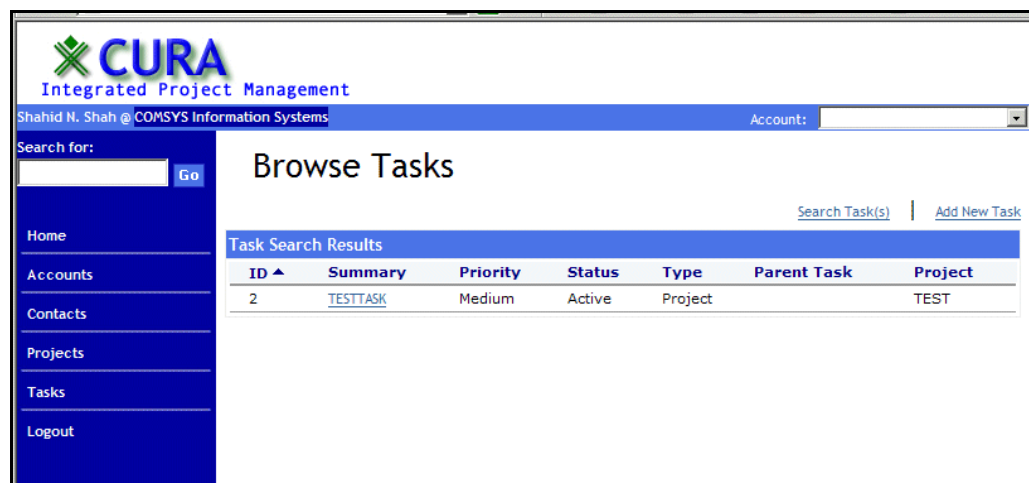 CURA
Integrated Project Management
Shahid N. Shah @ COMSYS Information Systems Account:
Search for:
Go
Browse Tasks
Search Task(s) | Add New Task
Home
Accounts
Contacts
Projects
Tasks
Logout
Task Search Results
ID Summary Priority Status Type Parent Task Project
2 TESTTASK Medium Active Project TEST